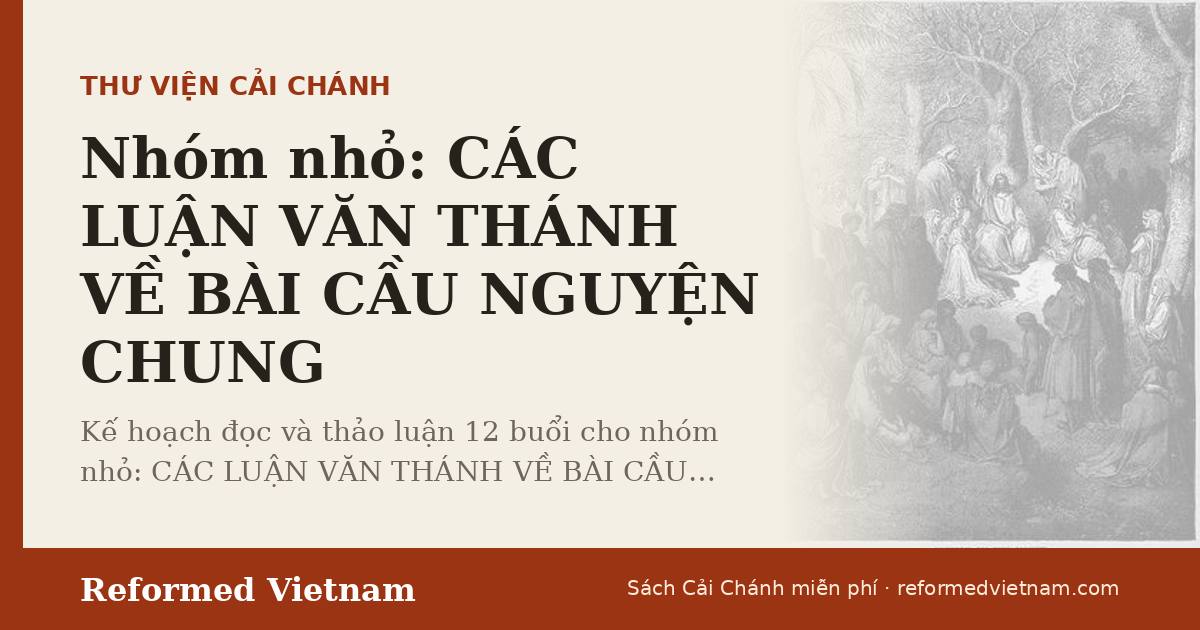 THƯ VIỆN CẢI CHÁNH
Nhóm nhỏ: CÁC
LUẬN VĂN THÁNH
VỀ BÀI CẦU NGUYỆN
CHUNG
Kế hoạch đọc và thảo luận 12 buổi cho nhóm
nhỏ: CÁC LUẬN VĂN THÁNH VỀ BÀI CẦU...
Reformed Vietnam
Sách Cải Chánh miễn phí · reformedvietnam.com